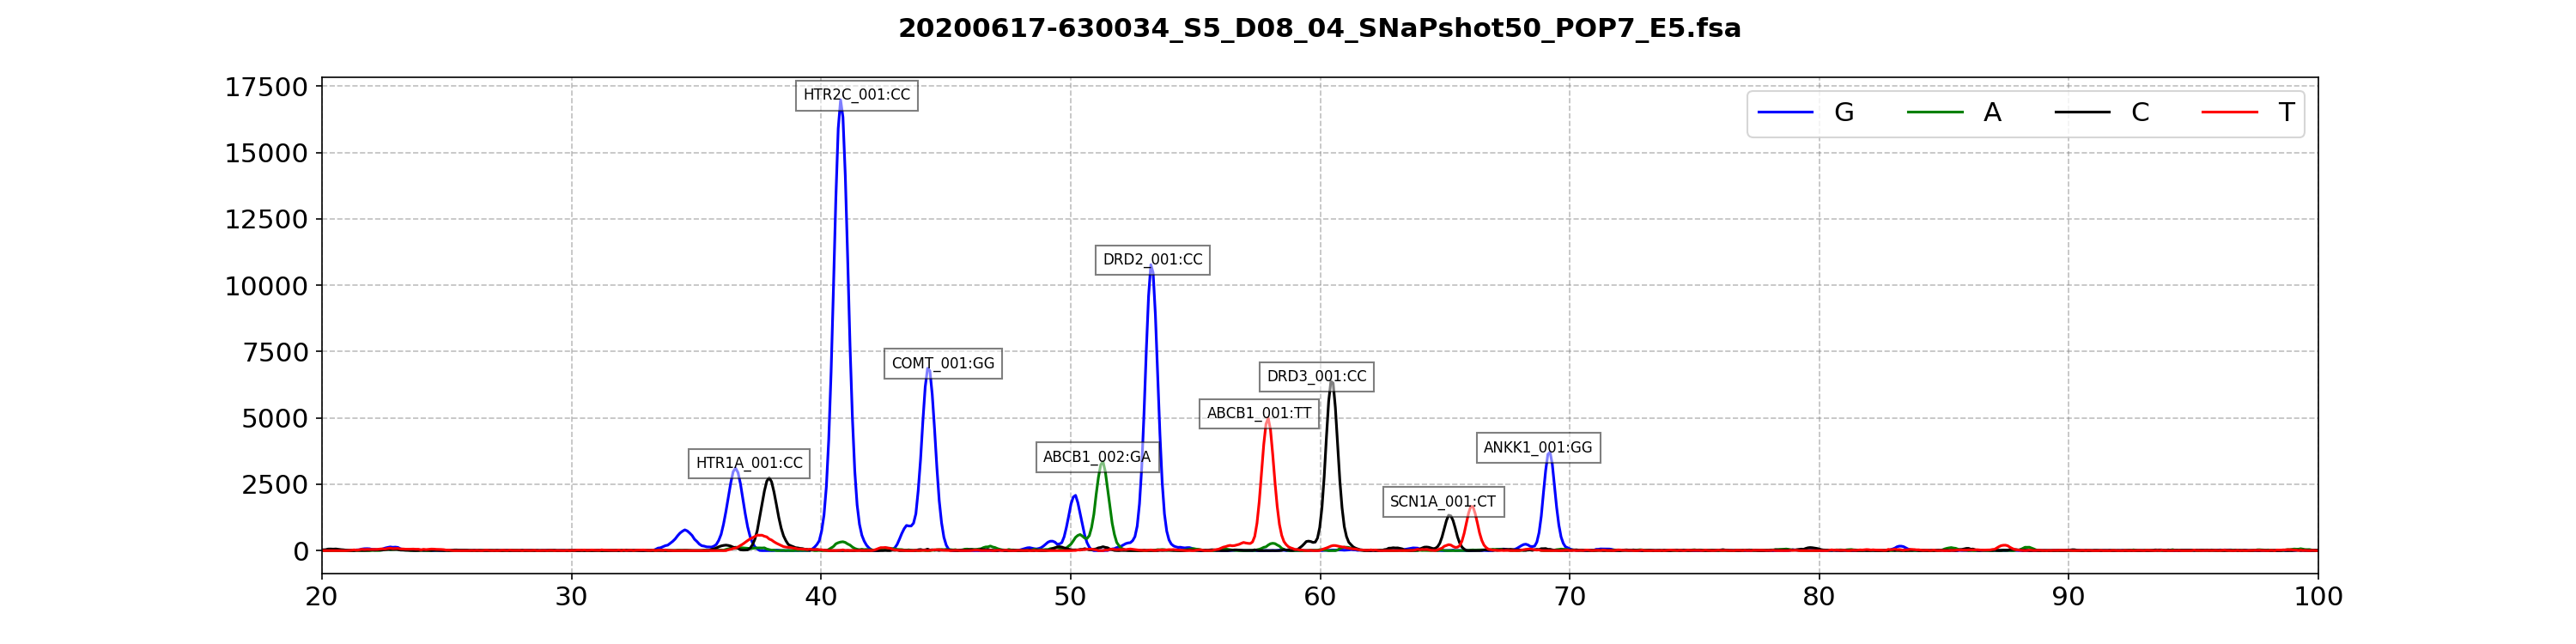 20200617-630034_S5_D08_04_SNaPshot50_POP7_E5.fsa
17500
15000
12500
10000
7500
5000
2500
0
G A C T
HTR2C_001:CC
DRD2_001:CC
COMT_001:GG
DRD3_001:CC
ABCB1_001:TT
ANKK1_001:GG
ABCB1_002:GA
HTR1A_001:CC
SCN1A_001:CT
20 30 40 50 60 70 80 90 100